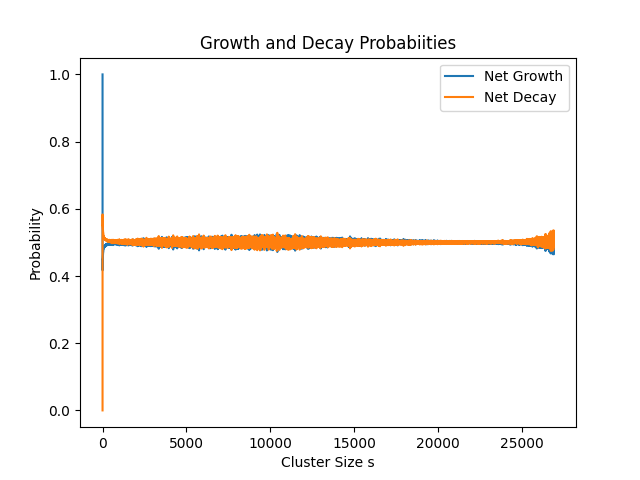 Growth and Decay Probabiities
Net Growth
Net Decay
1.0
0.8
0.6
0.4
0.2
0.0
Probability
0
5000
10000
15000
20000
25000
Cluster Size s